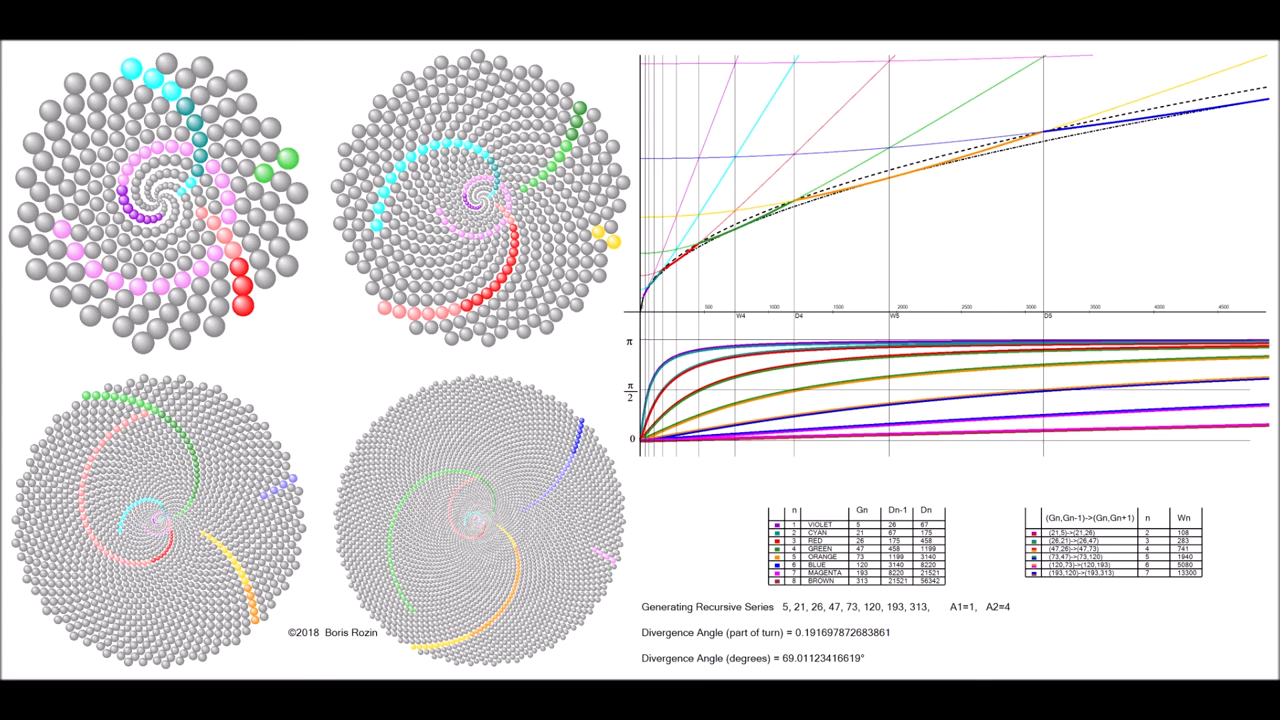 500 1000 1500 2000 2500 3000 3500 4000 4500
W4 D4 W5 D5
π
π
2
0
n Gn Dn-1 Dn
1 VIOLET 5 26 67
2 CYAN 21 67 175
3 RED 26 175 458
4 GREEN 47 458 1199
5 ORANGE 73 1199 3140
6 BLUE 120 3140 8220
7 MAGENTA 193 8220 21521
8 BROWN 313 21521 56342
(Gn,Gn-1)->(Gn,Gn+1) n Wn
(21,5)->(21,26) 2 108
(26,21)->(26,47) 3 283
(47,26)->(47,73) 4 741
(73,47)->(73,120) 5 1940
(120,73)->(120,193) 6 5080
(193,120)->(193,313) 7 13300
Generating Recursive Series 5, 21, 26, 47, 73, 120, 193, 313, A1=1, A2=4
©2018 Boris Rozin
Divergence Angle (part of turn) = 0.191697872683861
Divergence Angle (degrees) = 69.01123416619°